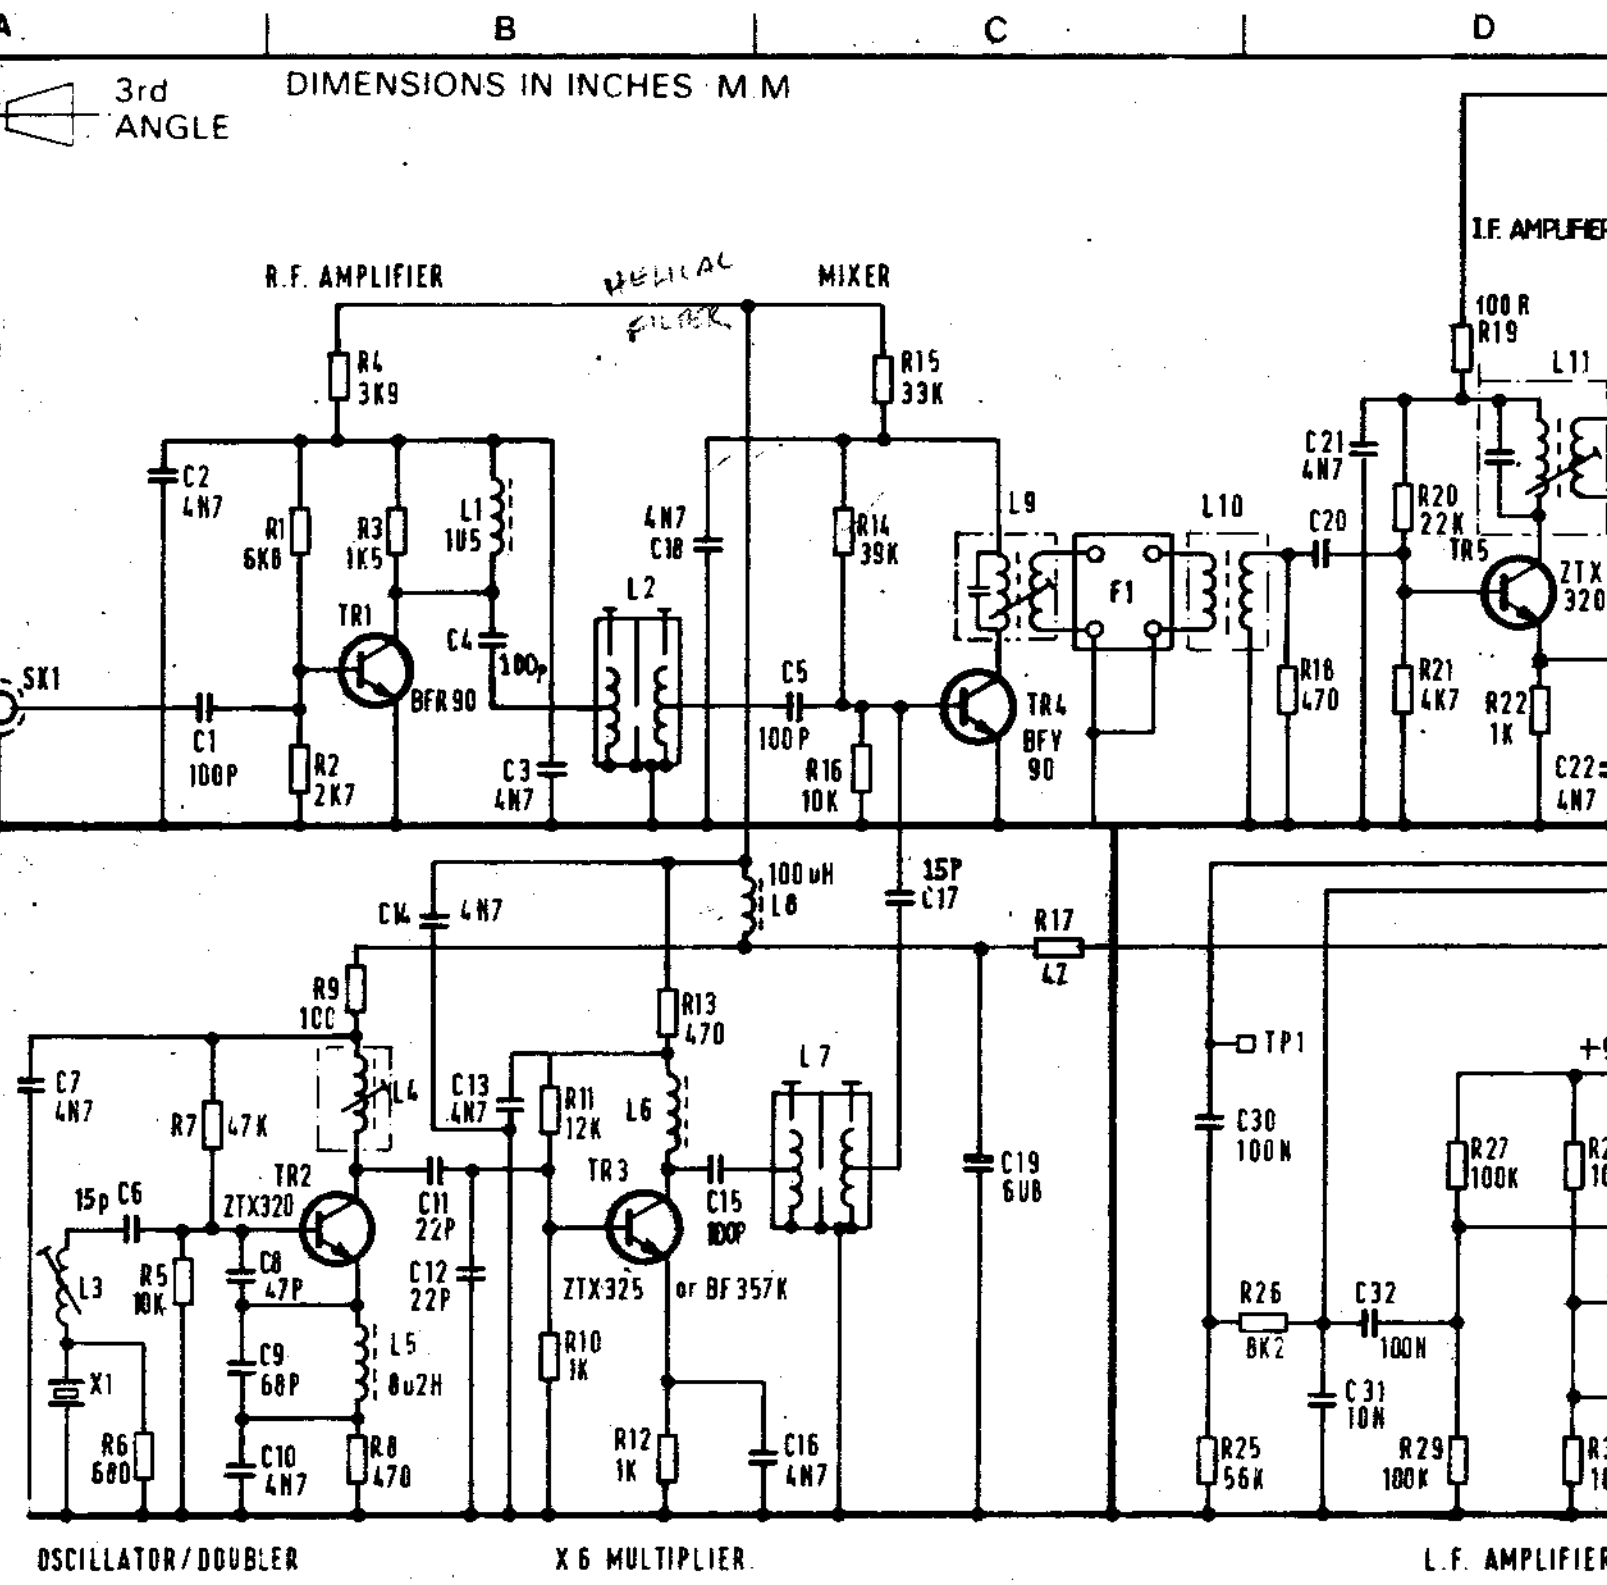 A B C D
3rd
ANGLE
DIMENSIONS IN INCHES M.M
I.F. AMPLIFIER
R.F. AMPLIFIER
HELICAL
FILTER
MIXER
100R
R19
L11
R4
3K9
R15
33K
C2
4N7
R1
6K8
R3
1K5
L1
1U5
4N7
C18
R14
39K
L9
L10
C20
C21
4N7
R20
22K
TR5
ZTX
320
TR1
BFR90
C4
100p
L2
F1
SX1
C1
100P
R2
2K7
C3
4N7
C5
100P
R16
10K
TR4
BFY
90
R18
470
R21
4K7
R22
1K
C22
4N7
C14
4N7
100uH
L8
15P
C17
R17
4Z
R9
100
R13
470
L7
TP1
C7
4N7
R7
47K
L4
C13
4N7
R11
12K
L6
C30
100N
R27
100K
TR2
ZTX320
15p C6
C11
22P
TR3
C15
100P
C19
6U8
L3
R5
10K
C8
47P
C12
22P
ZTX325 or BF357K
R26
8K2
C32
100N
X1
C9
68P
L5
8u2H
R10
1K
C31
10N
R6
680
C10
4N7
R8
470
R12
1K
C16
4N7
R25
56K
R29
100K
OSCILLATOR/DOUBLER
X 6 MULTIPLIER
L.F. AMPLIFIER